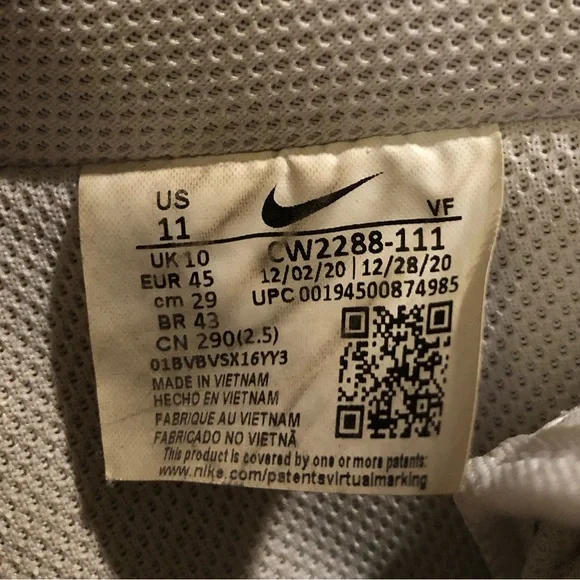 US
11
VF
UK 10
CW2288-111
EUR 45
12/02/20 | 12/28/20
cm 29
UPC 00194500874985
BR 43
CN 290(2.5)
01BVBVSX16YY3
MADE IN VIETNAM
HECHO EN VIETNAM
FABRIQUE AU VIETNAM
FABRICADO NO VIETNÃ
This product is covered by one or more patents:
www.nike.com/patentsvirtualmarking